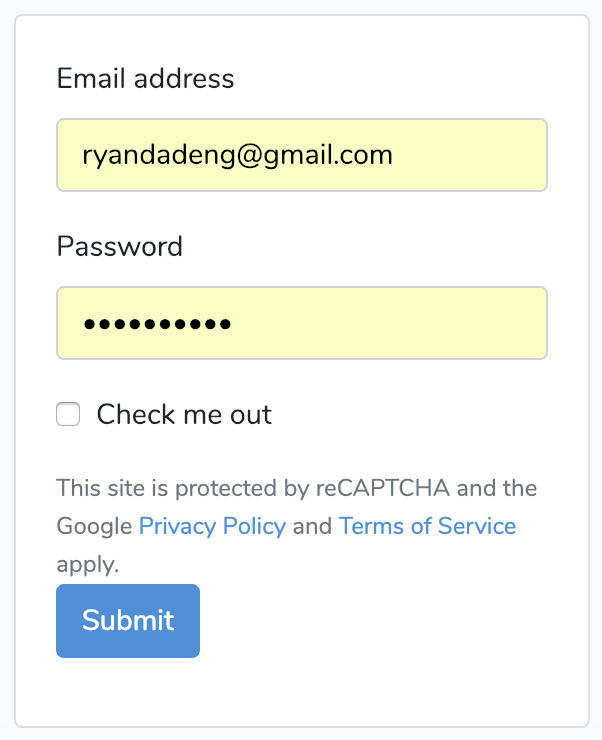 Email address
ryandadeng@gmail.com
Password
••••••••••
Check me out
This site is protected by reCAPTCHA and the
Google Privacy Policy and Terms of Service
apply.
Submit